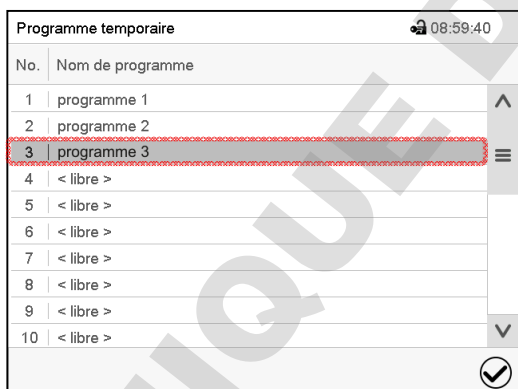 Programme temporaire 08:59:40
No. Nom de programme
1 programme 1
2 programme 2
3 programme 3
4 < libre >
5 < libre >
6 < libre >
7 < libre >
8 < libre >
9 < libre >
10 < libre >
TIQUE D